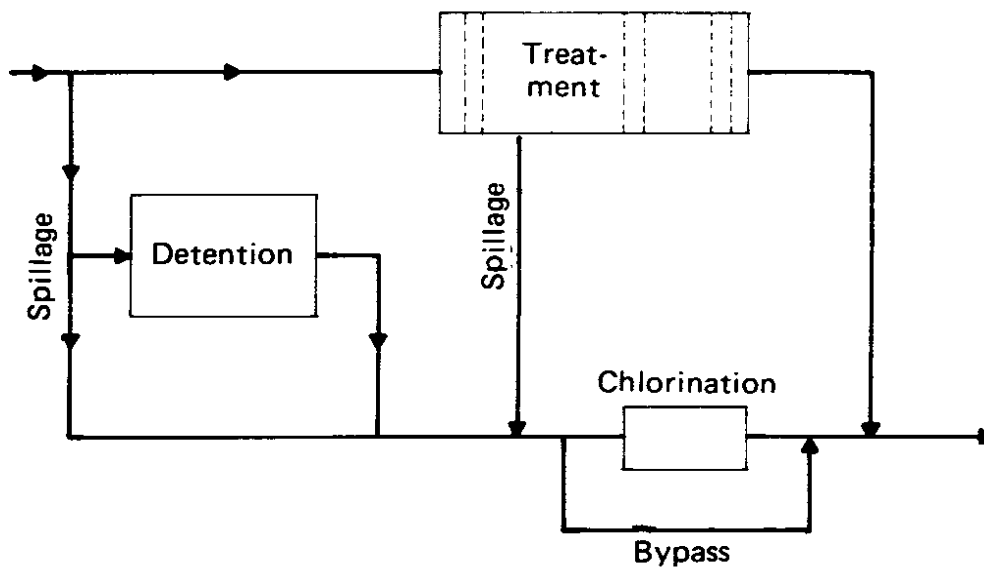 Treat-
ment
Spillage
Detention
Spillage
Chlorination
Bypass